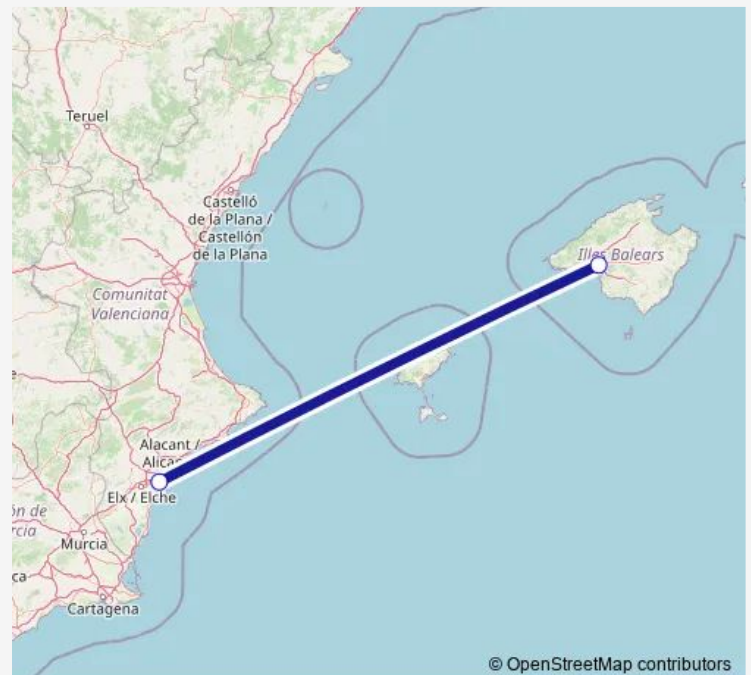 Teruel
Castelló
de la Plana /
Castellón
de la Plana
Illes Balears
Comunitat
Valenciana
Alacant /
Elx / Elche
Murcia
Cartagena
© OpenStreetMap contributors